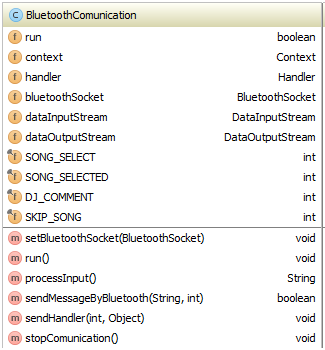 C BluetoothComunication
f run boolean
f context Context
f handler Handler
f bluetoothSocket BluetoothSocket
f dataInputStream DataInputStream
f dataOutputStream DataOutputStream
f SONG_SELECT int
f SONG_SELECTED int
f DJ_COMMENT int
f SKIP_SONG int
m setBluetoothSocket(BluetoothSocket) void
m run() void
m processInput() String
m sendMessageByBluetooth(String, int) boolean
m sendHandler(int, Object) void
m stopComunication() void